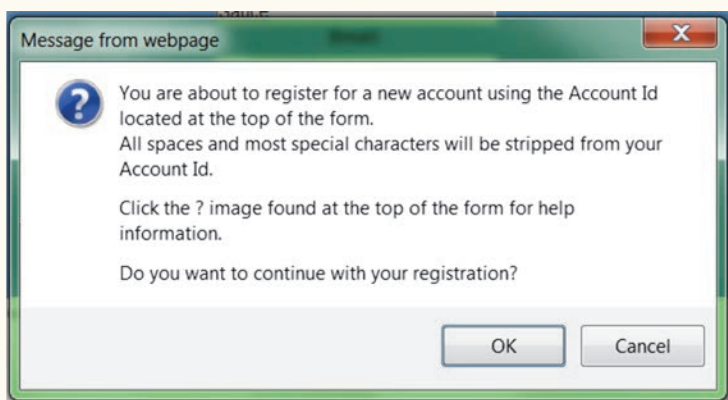 Message from webpage
You are about to register for a new account using the Account Id
located at the top of the form.
All spaces and most special characters will be stripped from your
Account Id.
Click the ? image found at the top of the form for help
information.
Do you want to continue with your registration?
OK
Cancel